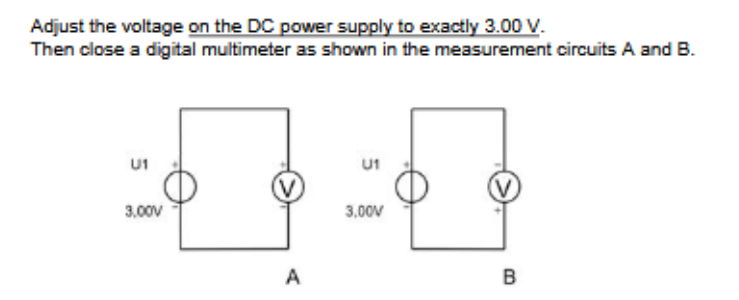 Adjust the voltage on the DC power supply to exactly 3.00 V.
Then close a digital multimeter as shown in the measurement circuits A and B.
U1 + + U1 + -
V V
3,00V - - 3,00V - +
A B